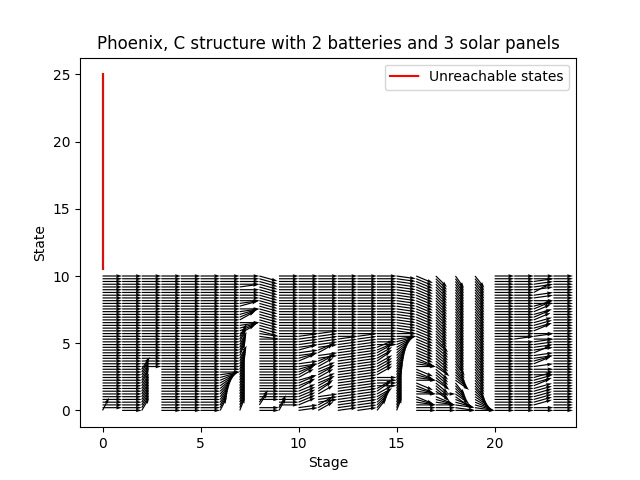 Phoenix, C structure with 2 batteries and 3 solar panels
Unreachable states
25
20
15
10
5
0
State
0 5 10 15 20
Stage